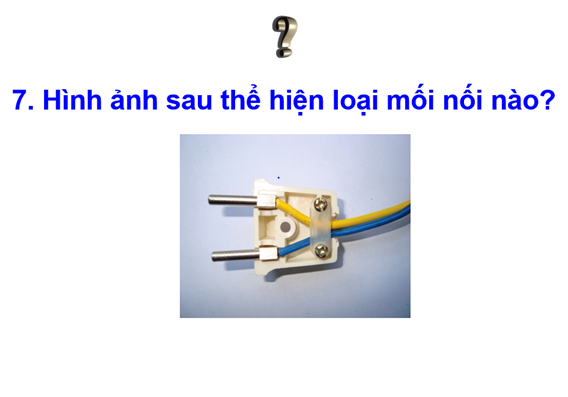 ?
7. Hình ảnh sau thể hiện loại mối nối nào?